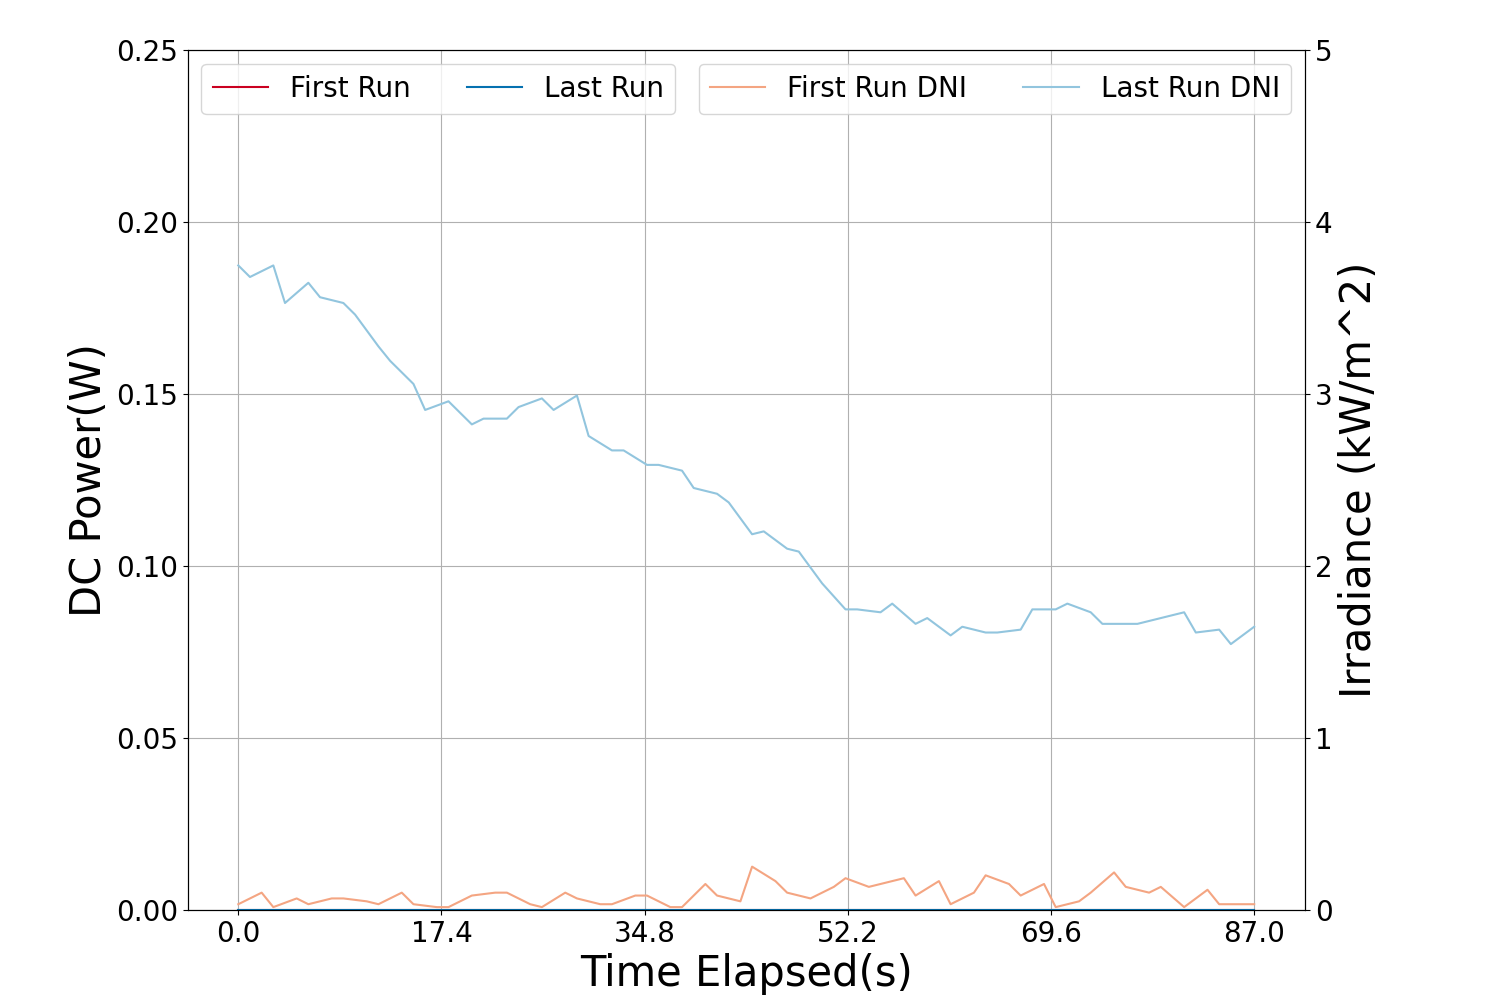 First Run
Last Run
First Run DNI
Last Run DNI
DC Power(W)
0.25
0.20
0.15
0.10
0.05
0.00
5
4
3
2
1
0
Irradiance (kW/m^2)
0.0
17.4
34.8
52.2
69.6
87.0
Time Elapsed(s)